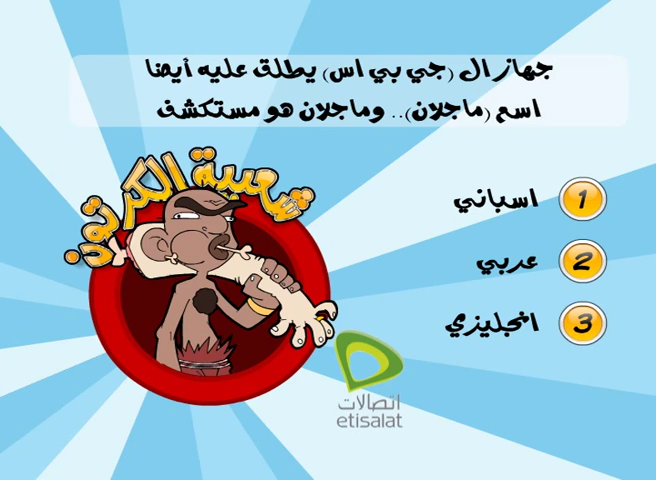 جهاز ال (جي بي اس) يطلق عليه أيضا
اسم (ماجلان).. وماجلان هو مستكشف
شعبية الكرتون
1 اسباني
2 عربي
3 انجليزي
اتصالات
etisalat